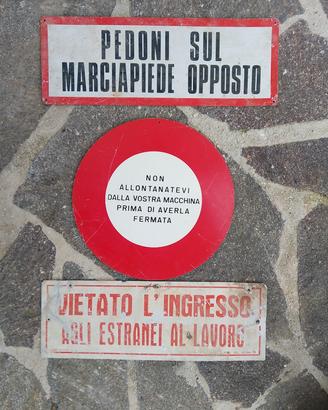 PEDONI SUL
MARCIAPIEDE OPPOSTO
NON
ALLONTANATEVI
DALLA VOSTRA MACCHINA
PRIMA DI AVERLA
FERMATA
VIETATO L'INGRESSO
AGLI ESTRANEI AL LAVORO